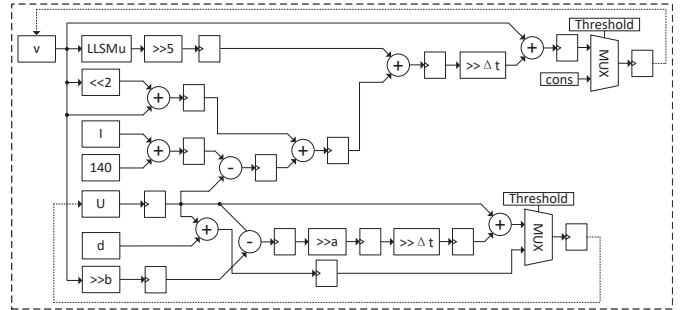 Threshold
v
LLSMu
>>5
+
>> Δ t
+
MUX
cons
<<2
+
+
I
+
140
-
Threshold
U
+
MUX
d
+
-
>>a
>> Δ t
>>b